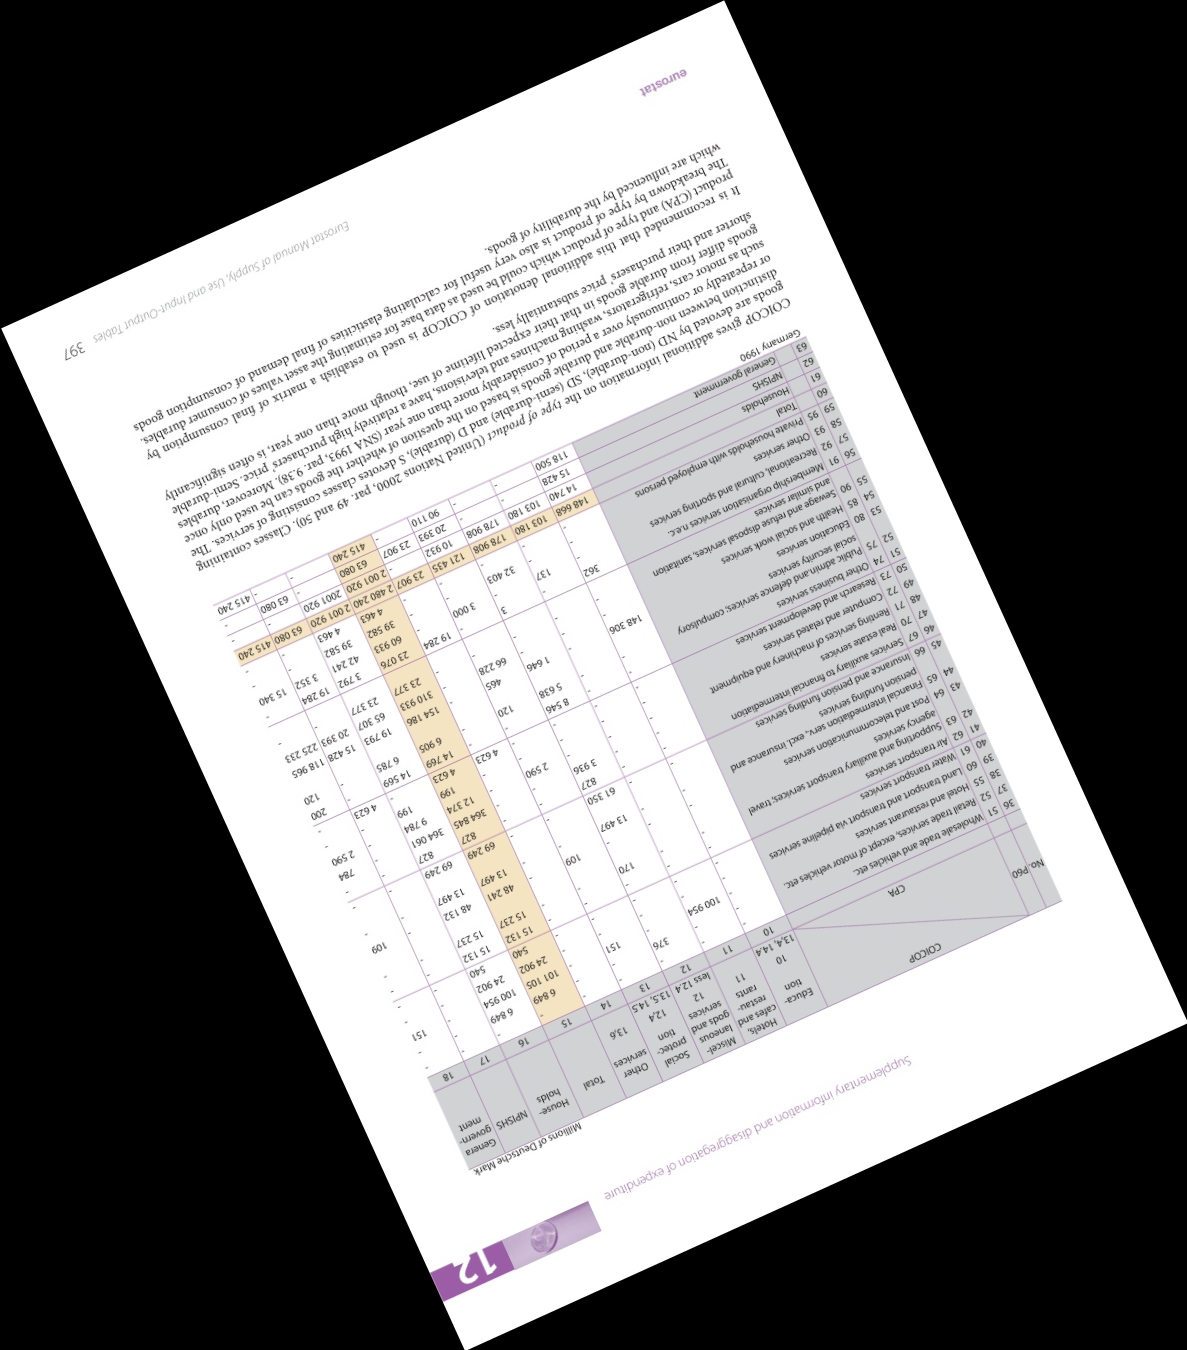 12
Supplementary information and disaggregation of expenditure
Millions of Deutsche Mark
COICOP
Educa-
tion
Hotels,
cafes and
restau-
rants
Miscel-
laneous
goods and
services
Social
protec-
tion
Other
services
Total
House-
holds
NPISHS
Genera
govern-
ment
No. P60 CPA
10 11 12 12,4 13,6
13,4, 14,4 less 12,4 13,5, 14,5
10 11 12 13 14 15 16 17 18
36 51 Wholesale trade and vehicles etc. - - - - - - - - -
37 52 Retail trade services, except of motor vehicles etc. - - 376 - - 6 849 6 849 - -
38 55 Hotel and restaurant services - 100 954 - 151 - 101 105 100 954 - 151
39 60 Land transport and transport via pipeline services - - - - - 24 902 24 902 - -
40 61 Water transport services - - - - - 540 540 - -
41 62 Air transport services - - - - - 15 132 15 132 - -
42 63 Supporting and auxiliary transport services, travel
agency services - - 170 - - 15 237 15 237 - -
43 64 Post and telecommunication services - - - 109 - 48 241 48 132 - 109
44 65 Financial intermediation serv., excl. insurance and
pension funding services - - 13 497 - - 13 497 13 497 - -
45 66 Insurance and pension funding services - - 61 350 - - 69 249 69 249 - -
46 67 Services auxiliary to financial intermediation - - 827 - - 827 827 - -
47 70 Real estate services - - 3 936 - - 364 845 364 061 - 784
48 71 Renting services of machinery and equipment - - - 2 590 - 12 374 9 784 - 2 590
49 72 Computer and related services - - - - - 199 199 - -
50 73 Research and development services - - - - 4 623 4 623 - 4 623 -
51 74 Other business services - - 8 546 - - 14 769 14 569 - 200
52 75 Public admin and defence services, compulsory
social security services - - 5 638 120 - 6 905 6 785 - 120
53 80 Education services 148 306 - 1 646 465 - 154 186 19 793 15 428 118 965
54 85 Health and social work services - - - 66 228 - 310 933 65 307 20 393 225 233
55 90 Sewage and refuse disposal services, sanitation
and similar services - - - - - 23 377 23 377 - -
56 91 Membership organisation services n.e.c. - - - 3 19 284 23 076 3 792 19 284 -
57 92 Recreational, cultural and sporting services 362 - 137 3 000 - 60 933 42 241 3 352 15 340
58 93 Other services - - 32 403 - - 39 582 39 582 - -
59 95 Private households with employed persons - - - - - 4 463 4 463 - -
60 Total 148 668 103 180 178 908 121 435 23 907 2 480 240 2 001 920 63 080 415 240
61 Households 14 740 103 180 178 908 10 932 - 2 001 920 2001 920 - -
62 NPISHS 15 428 - - 20 393 23 907 63 080 - 63 080 -
63 General government 118 500 - - 90 110 - 415 240 - - 415 240
Germany 1990
COICOP gives additional information on the type of product (United Nations 2000, par. 49 and 50). Classes containing
goods are devoted by ND (non-durable), SD (semi-durable) and D (durable), S devotes classes consisting of services. The
distinction between non-durable and durable goods is based on the question of whether the goods can be used only once
or repeatedly or continuously over a period of considerably more than one year (SNA 1993, par. 9.38). Moreover, durables
such as motor cars, refrigerators, washing machines and televisions, have a relatively high purchasers' price. Semi-durable
goods differ from durable goods in that their expected lifetime of use, though more than one year, is often significantly
shorter and their purchasers' price substantially less.
It is recommended that this additional denotation of COICOP is used to establish a matrix of final consumption by
product (CPA) and type of product which could be used as data base for estimating the asset values of consumer durables.
The breakdown by type of product is also very useful for calculating elasticities of final demand of consumption goods
which are influenced by the durability of goods.
eurostat
Eurostat Manual of Supply, Use and Input-Output Tables 397